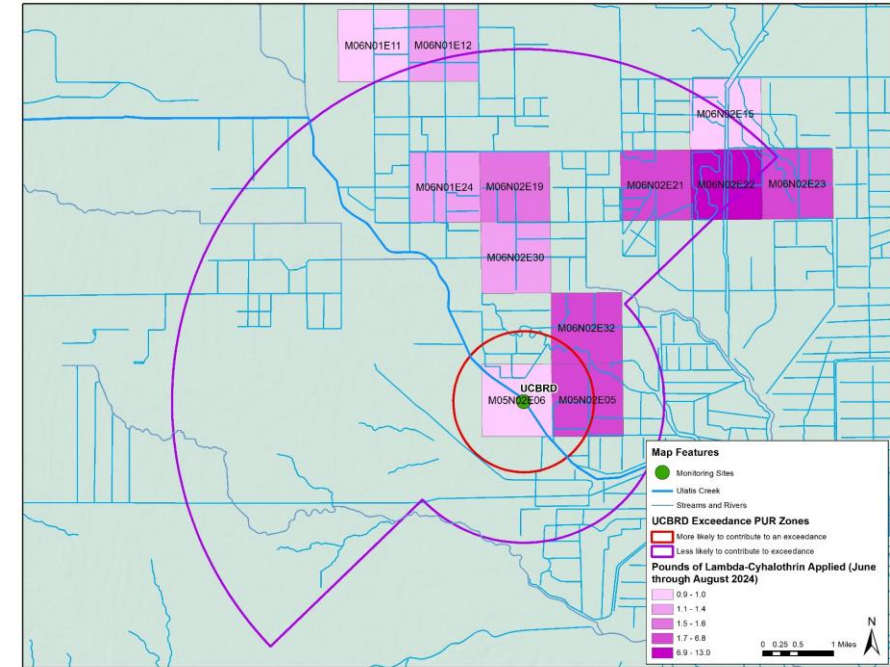 M06N01E11
M06N01E12
M06N02E15
M06N01E24
M06N02E19
M06N02E21
M06N02E22
M06N02E23
M06N02E30
M06N02E32
UCBRD
M05N02E06
M05N02E05
Map Features
Monitoring Sites
Ulatis Creek
Streams and Rivers
UCBRD Exceedance PUR Zones
More likely to contribute to an exceedance
Less likely to contribute to exceedance
Pounds of Lambda-Cyhalothrin Applied (June
through August 2024)
0.9 - 1.0
1.1 - 1.4
1.5 - 1.6
1.7 - 6.8
6.9 - 13.0
N
0 0.25 0.5 1 Miles